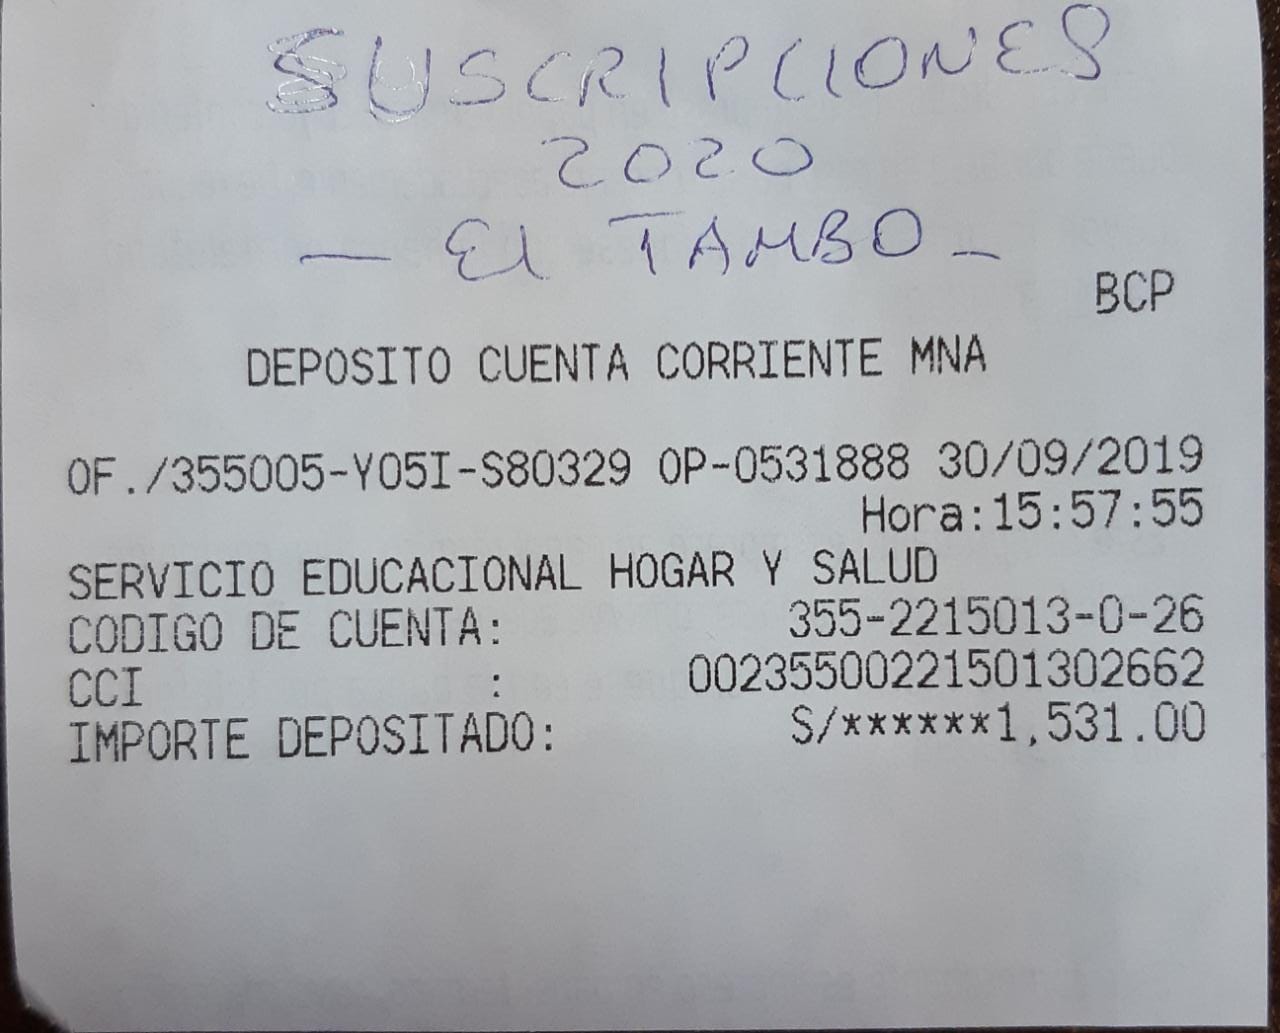 SUSCRIPCIONES
2020
- El TAMBO -
BCP
DEPOSITO CUENTA CORRIENTE MNA
OF./355005-Y05I-S80329 OP-0531888 30/09/2019
Hora:15:57:55
SERVICIO EDUCACIONAL HOGAR Y SALUD
CODIGO DE CUENTA: 355-2215013-0-26
CCI : 00235500221501302662
IMPORTE DEPOSITADO: S/******1,531.00